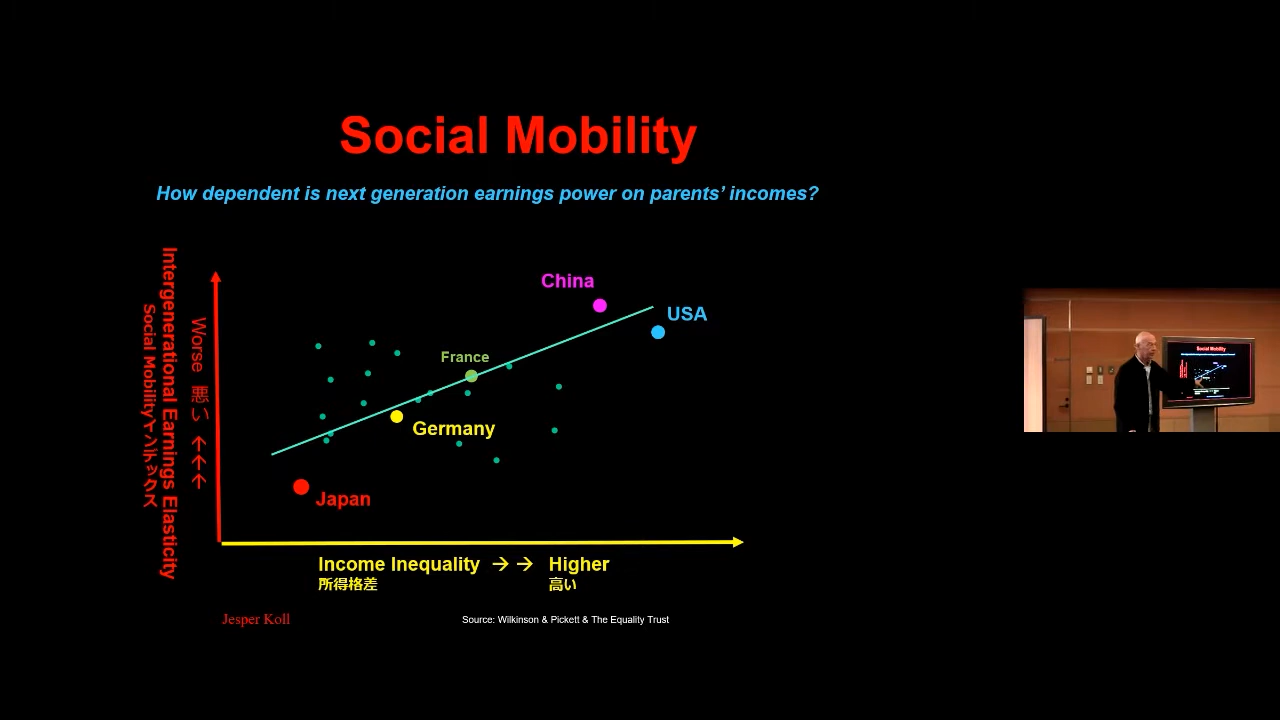 Social Mobility
How dependent is next generation earnings power on parents’ incomes?
Intergenerational Earnings Elasticity
Social Mobilityインデックス
Worse 悪い ↑↑↑
China
USA
France
Germany
Japan
Income Inequality →→ Higher
所得格差 高い
Jesper Koll
Source: Wilkinson & Pickett & The Equality Trust
Social Mobility